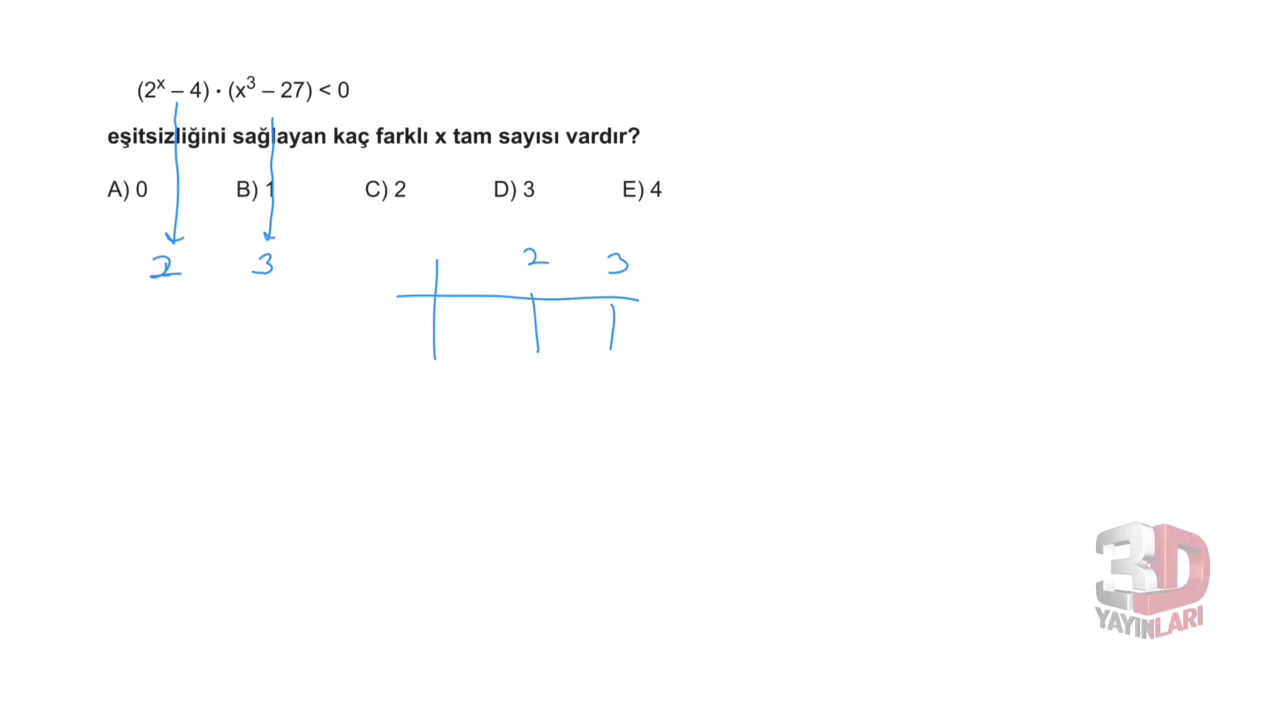 (2ˣ – 4) · (x³ – 27) < 0
eşitsizliğini sağlayan kaç farklı x tam sayısı vardır?
A) 0 B) 1 C) 2 D) 3 E) 4
2 3
2 3
3D
YAYINLARI